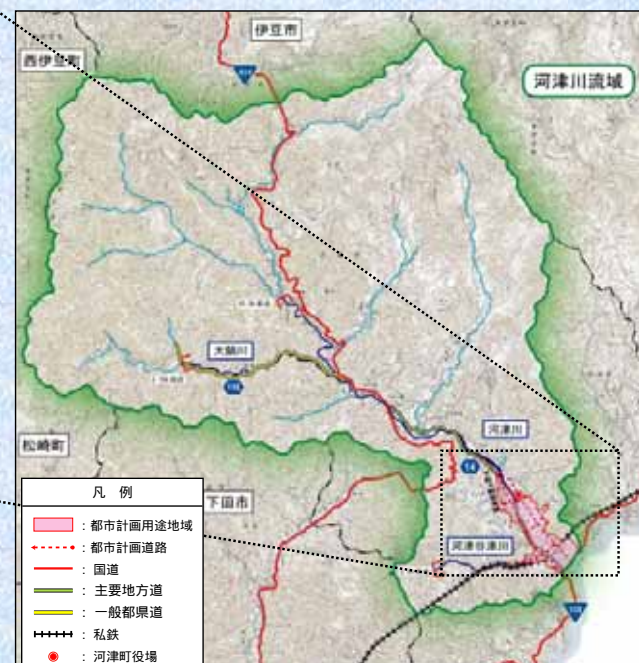 伊豆市
西伊豆町
河津川流域
大鍋川
河津川
14
松崎町
下田市
河津谷津川
凡 例
: 都市計画用途地域
: 都市計画道路
: 国道
: 主要地方道
: 一般都県道
: 私鉄
: 河津町役場